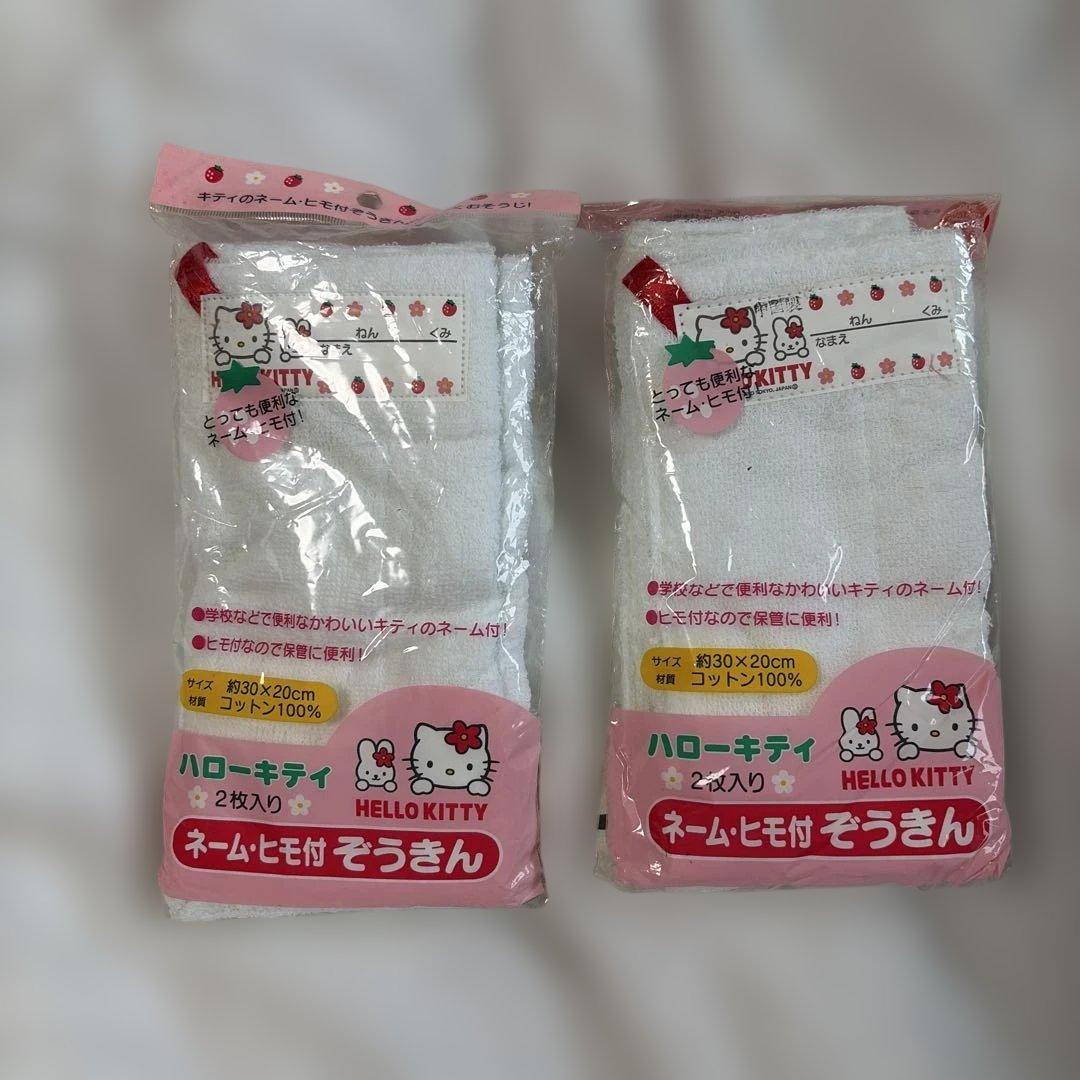 キティのネーム・ヒモ付ぞうきん
おそうじ!
ねん くみ
なまえ
HELLO KITTY
とっても便利な
ネーム・ヒモ付!
●学校などで便利なかわいいキティのネーム付!
●ヒモ付なので保管に便利!
サイズ 約30×20cm
材質 コットン100%
ハローキティ
2枚入り
HELLO KITTY
ネーム・ヒモ付 ぞうきん
中国製
ねん くみ
なまえ
KITTY
TOKYO, JAPAN
とっても便利な
ネーム・ヒモ付!
●学校などで便利なかわいいキティのネーム付!
●ヒモ付なので保管に便利!
サイズ 約30×20cm
材質 コットン100%
ハローキティ
2枚入り
HELLO KITTY
ネーム・ヒモ付 ぞうきん